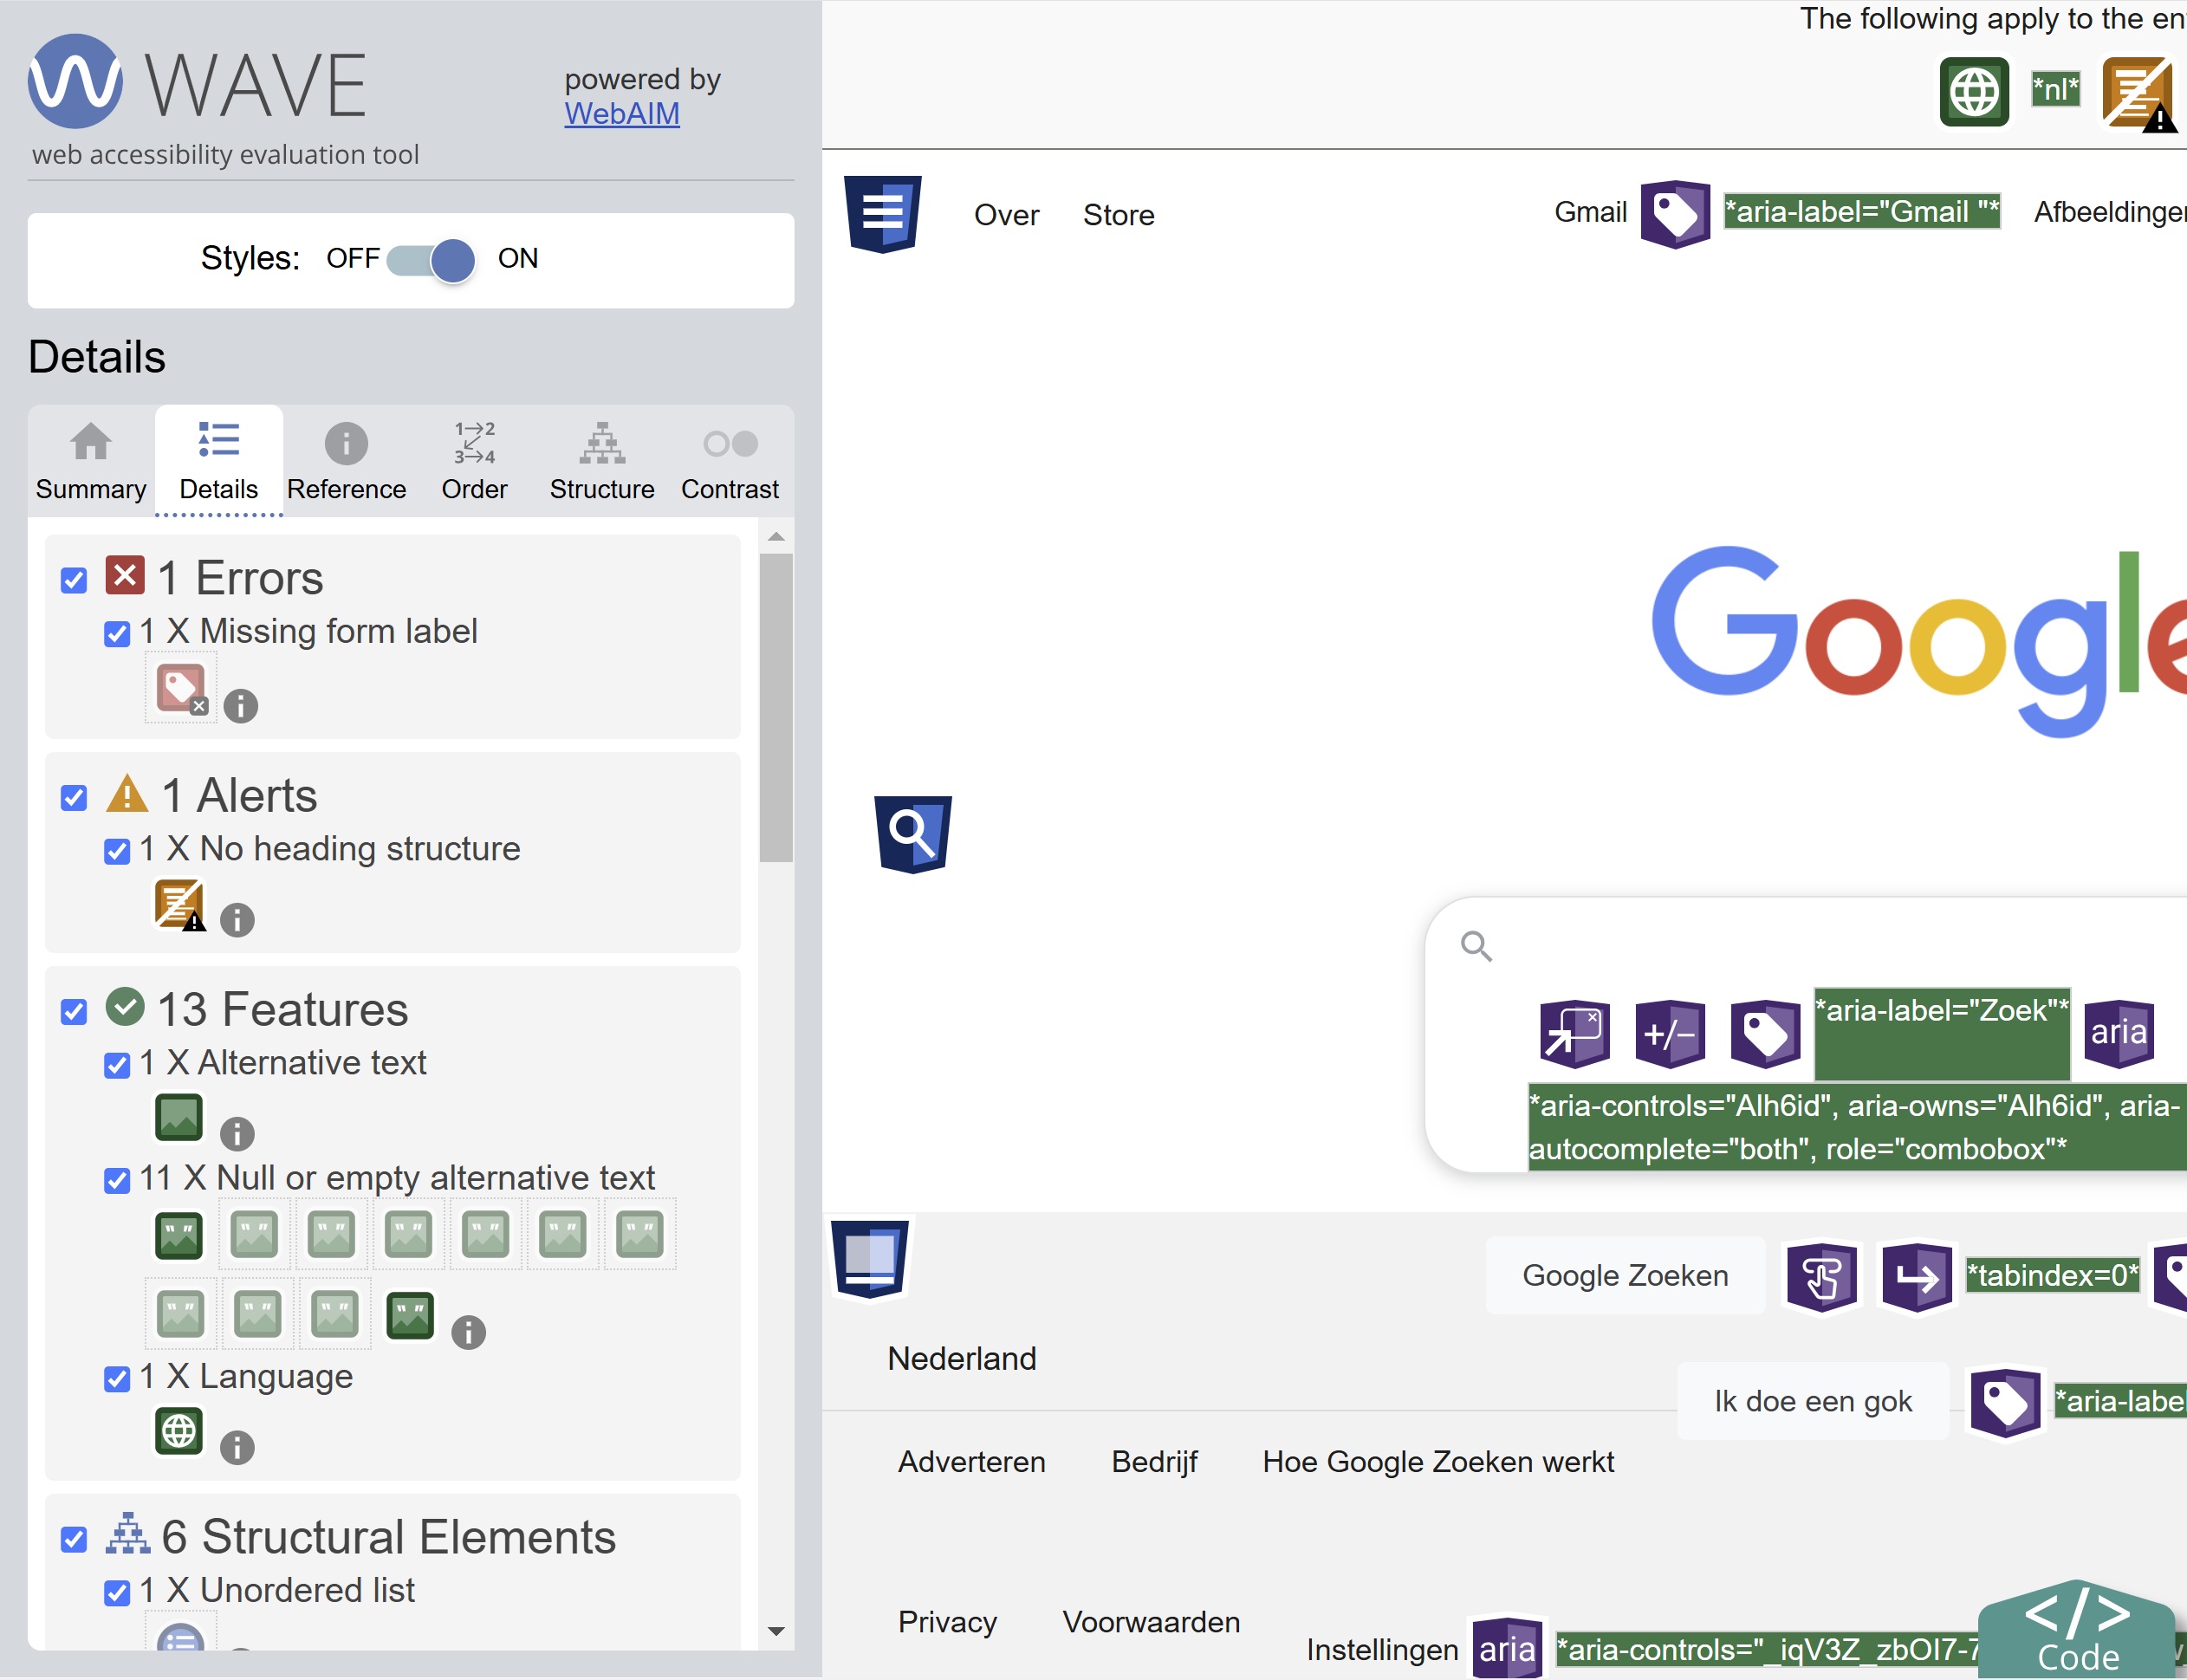 WAVE
powered by
WebAIM
web accessibility evaluation tool
Styles: OFF ON
Details
Summary Details Reference Order Structure Contrast
1 Errors
1 X Missing form label
1 Alerts
1 X No heading structure
13 Features
1 X Alternative text
11 X Null or empty alternative text
1 X Language
6 Structural Elements
1 X Unordered list
The following apply to the en
*nl*
Over Store Gmail *aria-label="Gmail "* Afbeeldingen
Google
*aria-label="Zoek"* aria
*aria-controls="Alh6id", aria-owns="Alh6id", aria-
autocomplete="both", role="combobox"*
Google Zoeken *tabindex=0*
Nederland
Ik doe een gok *aria-label
Adverteren Bedrijf Hoe Google Zoeken werkt
Privacy Voorwaarden Instellingen aria *aria-controls="_iqV3Z_zbOI7-7
</> Code